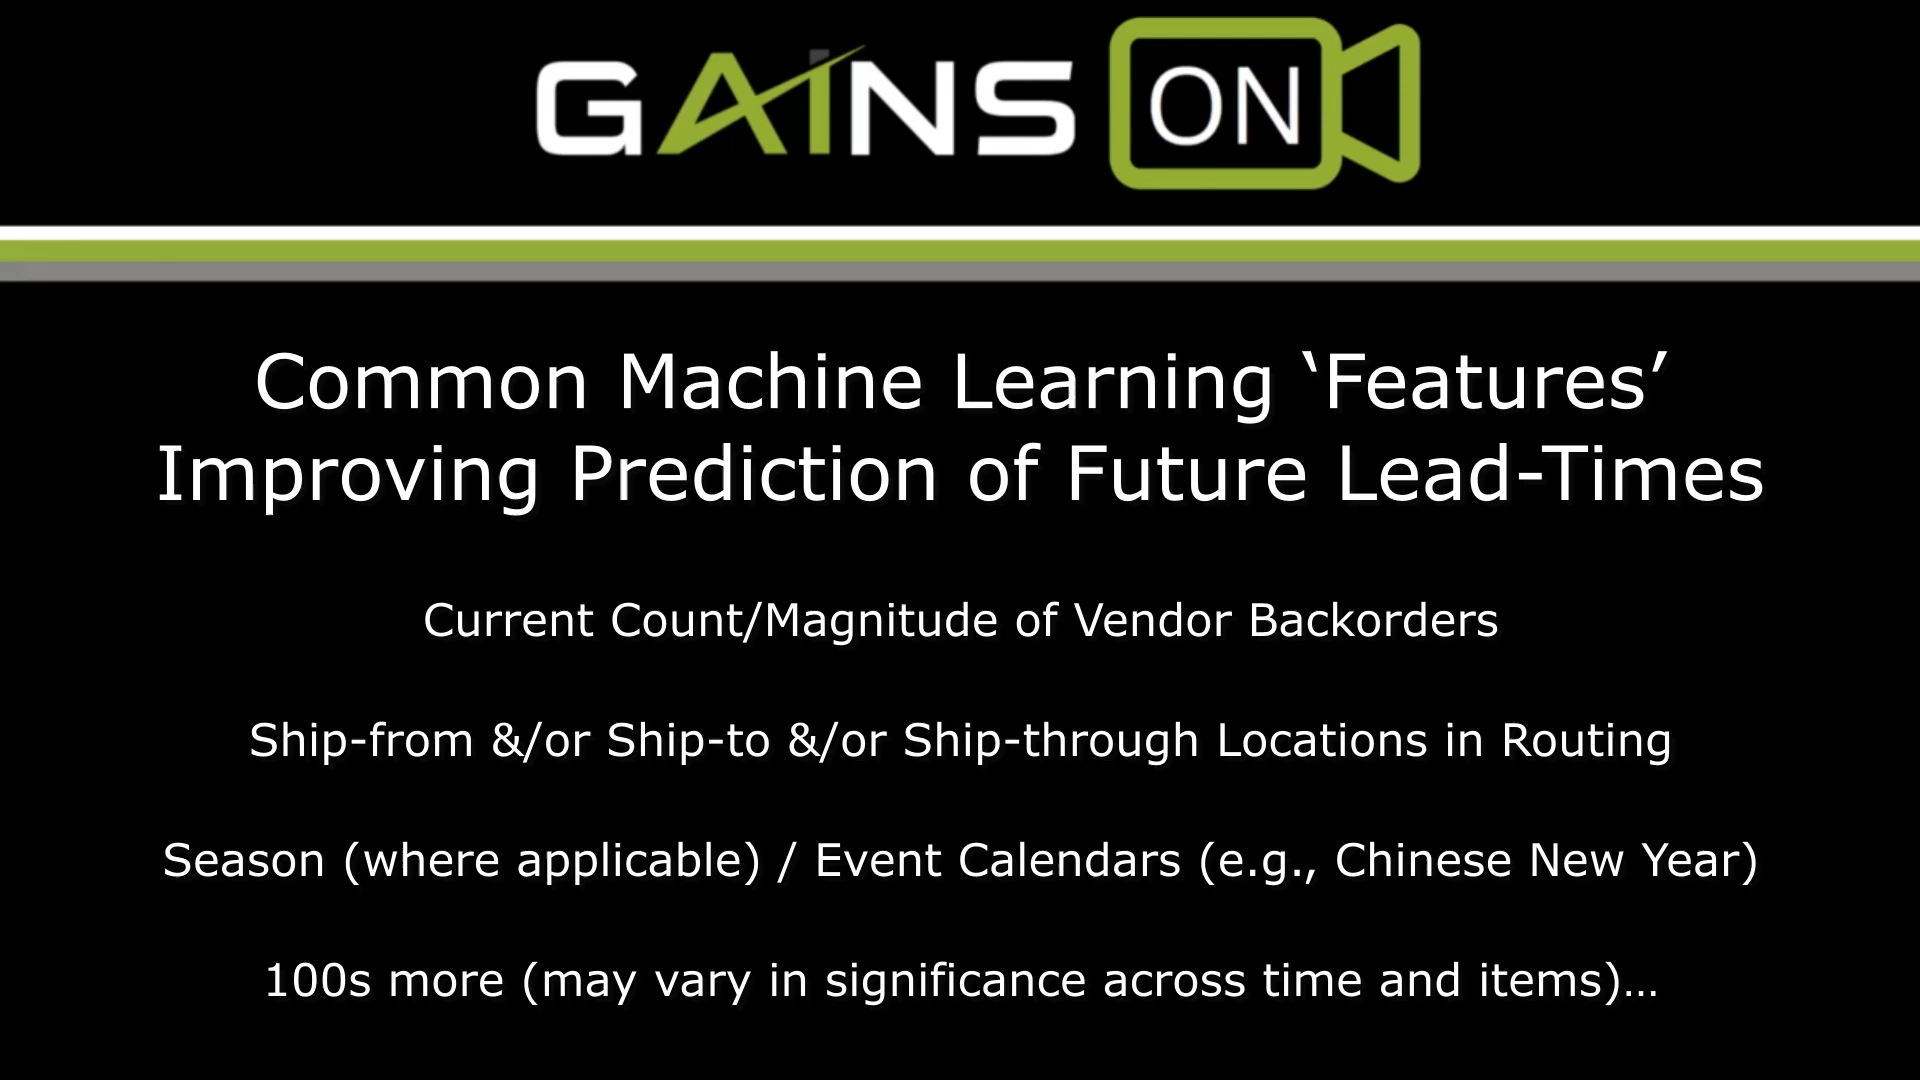 GAINS ON
Common Machine Learning ‘Features’
Improving Prediction of Future Lead-Times
Current Count/Magnitude of Vendor Backorders
Ship-from &/or Ship-to &/or Ship-through Locations in Routing
Season (where applicable) / Event Calendars (e.g., Chinese New Year)
100s more (may vary in significance across time and items)…